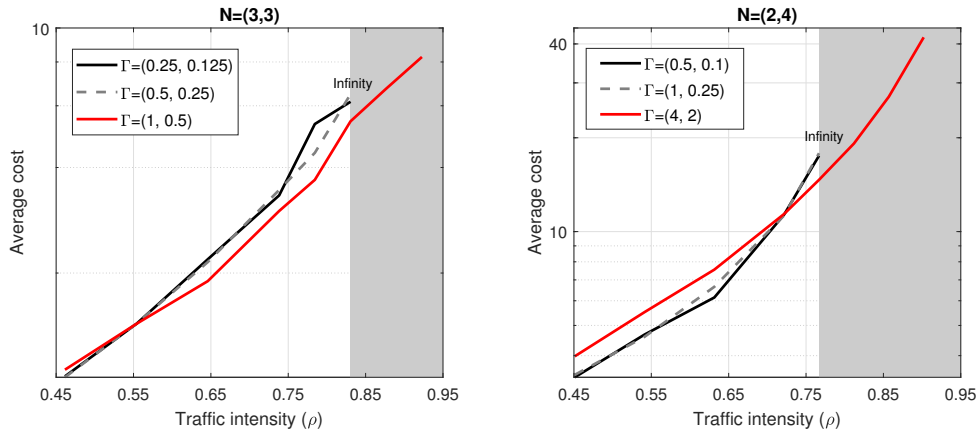 N=(3,3)
10
Γ=(0.25, 0.125)
Γ=(0.5, 0.25)
Γ=(1, 0.5)
Infinity
Average cost
0.45 0.55 0.65 0.75 0.85 0.95
Traffic intensity (ρ)
N=(2,4)
40
20
10
Γ=(0.5, 0.1)
Γ=(1, 0.25)
Γ=(4, 2)
Infinity
Average cost
0.45 0.55 0.65 0.75 0.85 0.95
Traffic intensity (ρ)